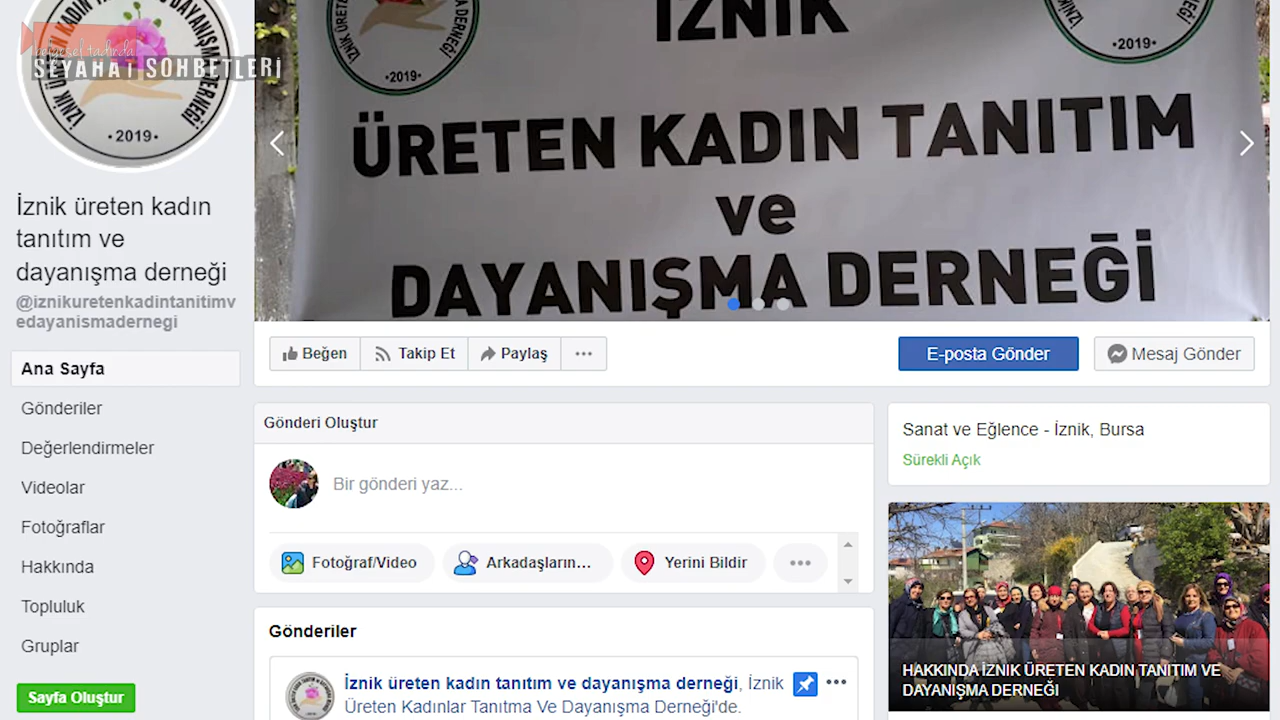 belgesel tadında
SEYAHAT SOHBETLERİ
· 2019 ·
İznik üreten kadın
tanıtım ve
dayanışma derneği
@iznikuretenkadintanitimv
edayanismadernegi
Ana Sayfa
Gönderiler
Değerlendirmeler
Videolar
Fotoğraflar
Hakkında
Topluluk
Gruplar
Sayfa Oluştur
İZNİK
·2019·
·2019·
ÜRETEN KADIN TANITIM
ve
DAYANIŞMA DERNEĞİ
Beğen
Takip Et
Paylaş
E-posta Gönder
Mesaj Gönder
Gönderi Oluştur
Bir gönderi yaz...
Fotoğraf/Video
Arkadaşların...
Yerini Bildir
Gönderiler
İznik üreten kadın tanıtım ve dayanışma derneği, İznik
Üreten Kadınlar Tanıtma Ve Dayanışma Derneği'de.
Sanat ve Eğlence - İznik, Bursa
Sürekli Açık
HAKKINDA İZNIK ÜRETEN KADIN TANITIM VE
DAYANIŞMA DERNEĞİ